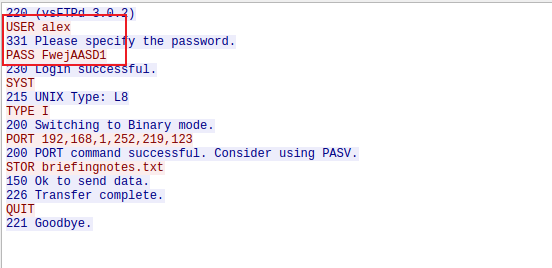 220 (vsFTPd 3.0.2)
USER alex
331 Please specify the password.
PASS FwejAASD1
230 Login successful.
SYST
215 UNIX Type: L8
TYPE I
200 Switching to Binary mode.
PORT 192,168,1,252,219,123
200 PORT command successful. Consider using PASV.
STOR briefingnotes.txt
150 Ok to send data.
226 Transfer complete.
QUIT
221 Goodbye.